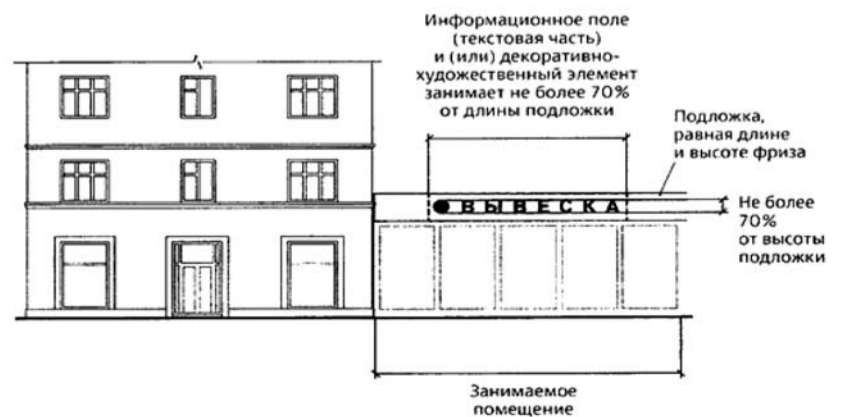 Информационное поле
(текстовая часть)
и (или) декоративно-
художественный элемент
занимает не более 70%
от длины подложки
Подложка,
равная длине
и высоте фриза
ВЫВЕСКА
Не более
70%
от высоты
подложки
Занимаемое
помещение